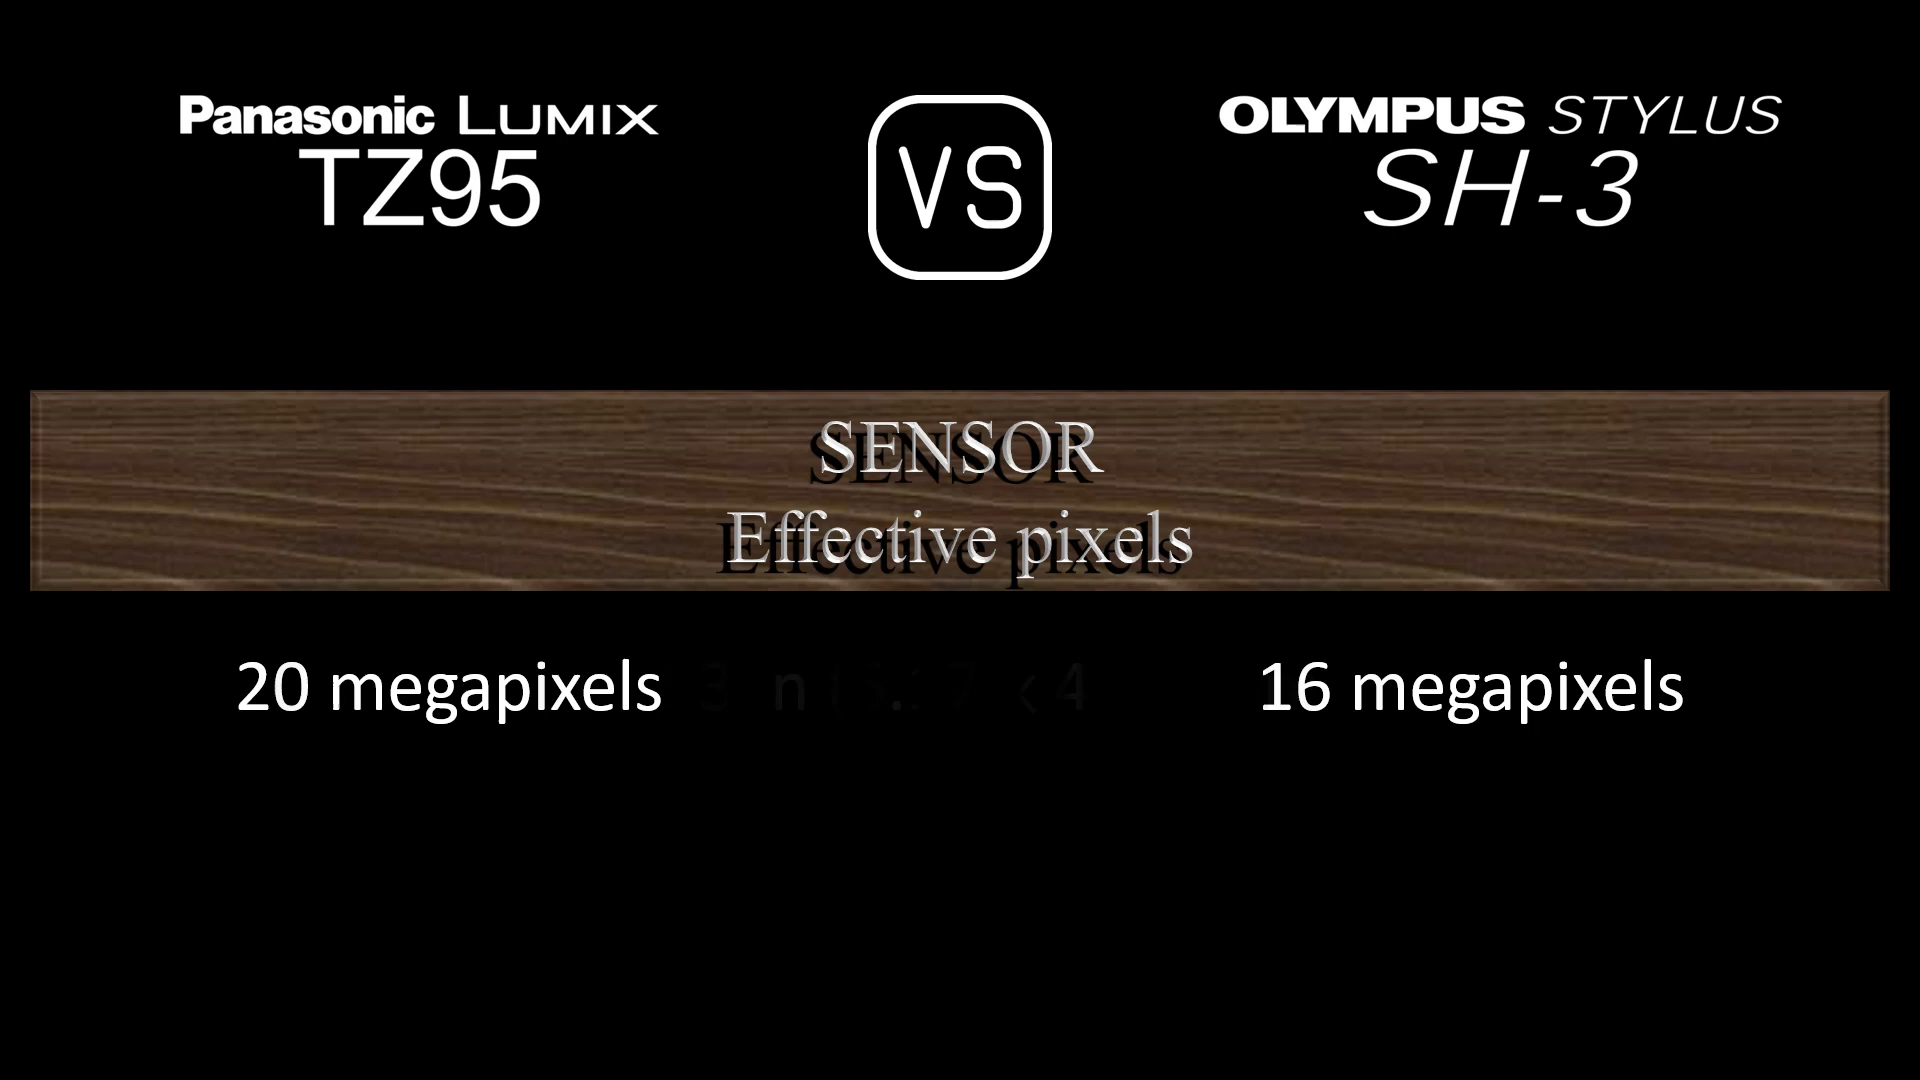 Panasonic LUMIX
TZ95
VS
OLYMPUS STYLUS
SH-3
SENSOR
Effective pixels
20 megapixels
16 megapixels